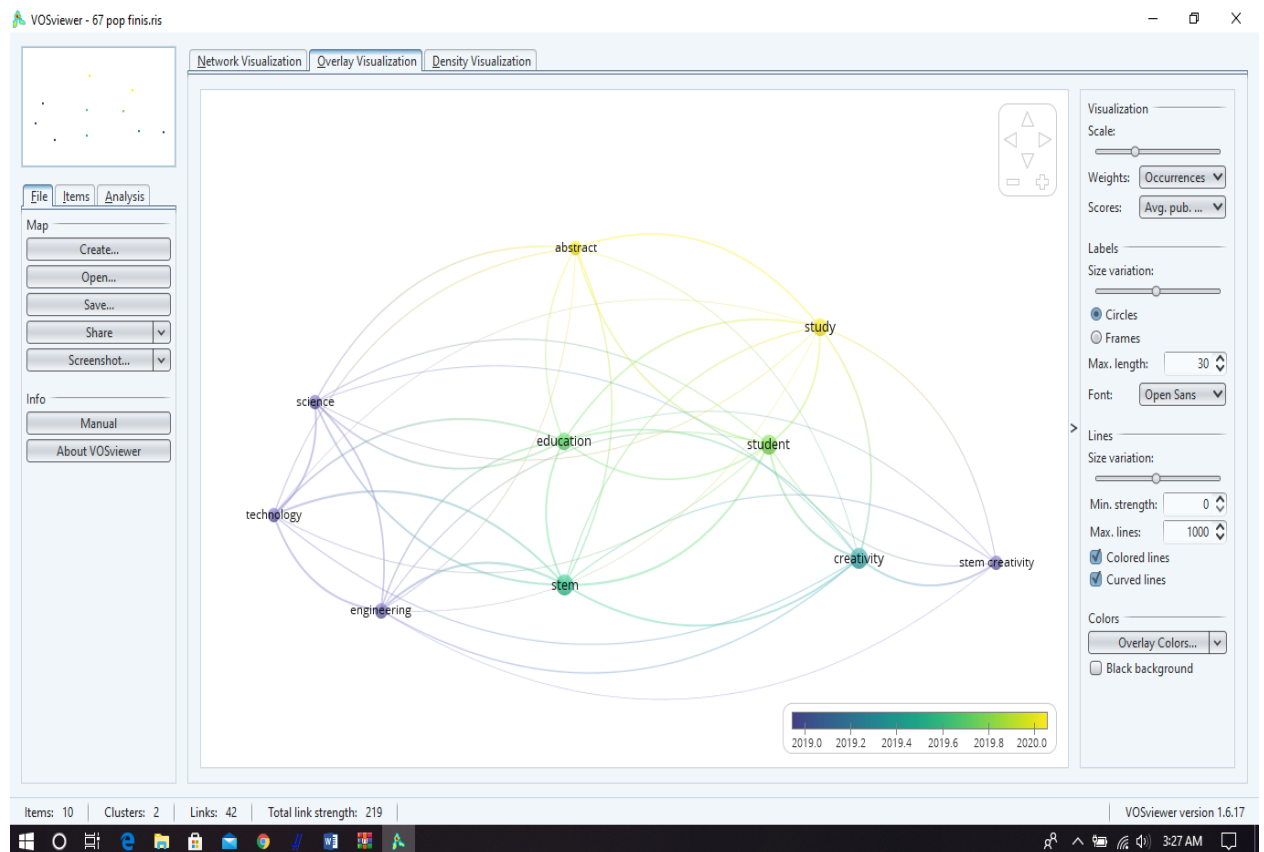 VOSviewer - 67 pop finis.ris
Network Visualization Overlay Visualization Density Visualization
File Items Analysis
Map
Create...
Open...
Save...
Share
Screenshot...
Info
Manual
About VOSviewer
abstract
study
science
education
student
technology
creativity
stem creativity
stem
engineering
2019.0 2019.2 2019.4 2019.6 2019.8 2020.0
Visualization
Scale:
Weights: Occurrences
Scores: Avg. pub. ...
Labels
Size variation:
Circles
Frames
Max. length: 30
Font: Open Sans
>
Lines
Size variation:
Min. strength: 0
Max. lines: 1000
Colored lines
Curved lines
Colors
Overlay Colors...
Black background
Items: 10 Clusters: 2 Links: 42 Total link strength: 219 VOSviewer version 1.6.17
3:27 AM